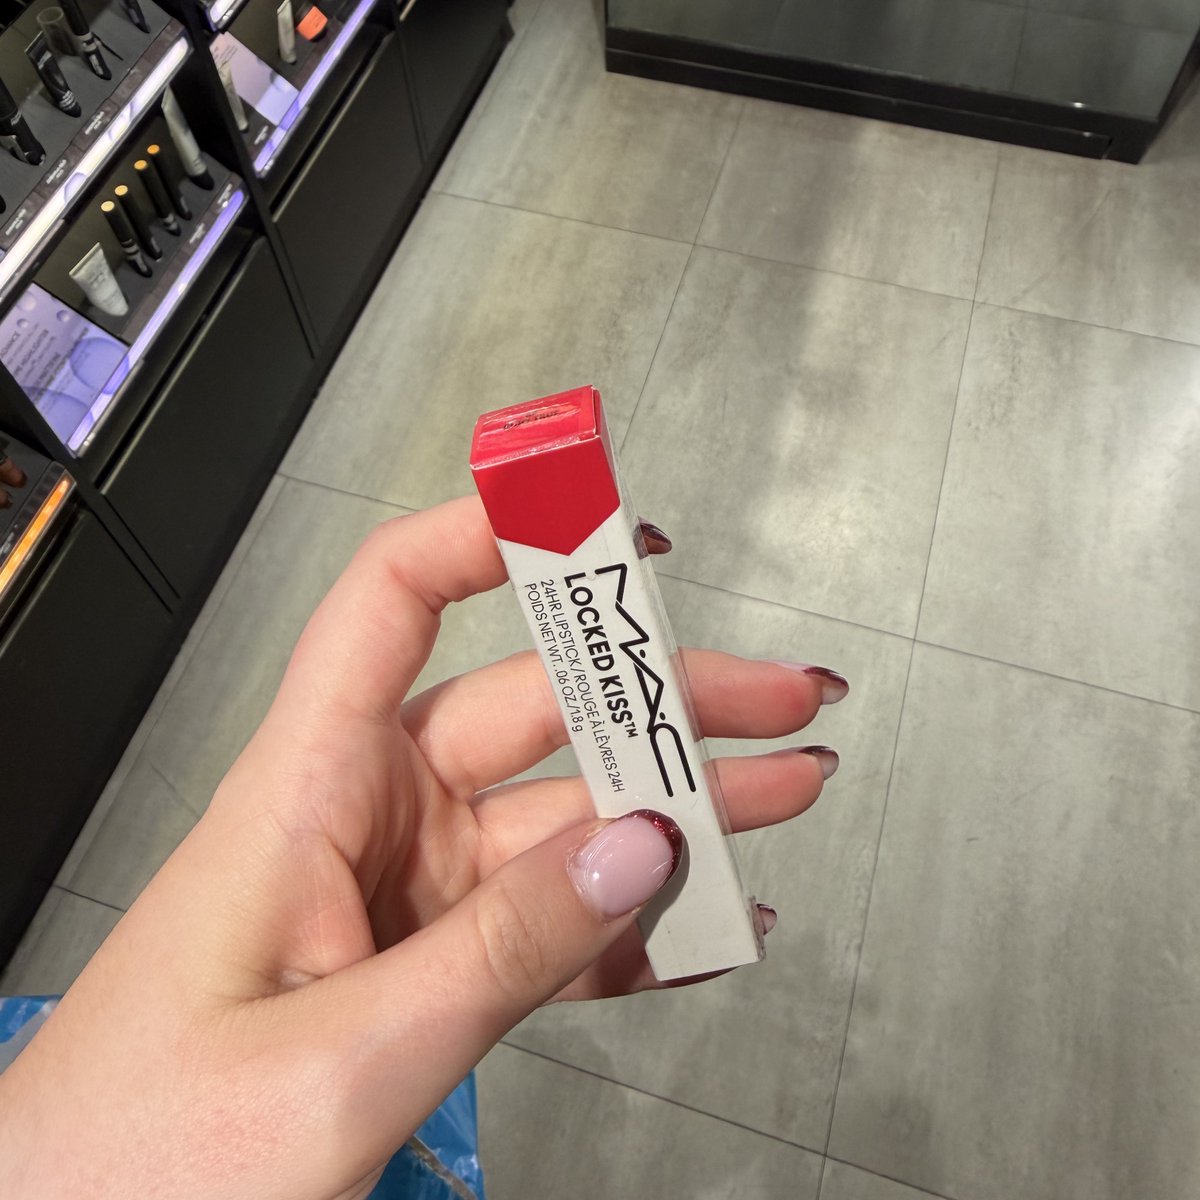 M·A·C
LOCKED KISS™
24HR LIPSTICK / ROUGE À LÈVRES 24H
POIDS NET WT. .06 OZ/1.8 g